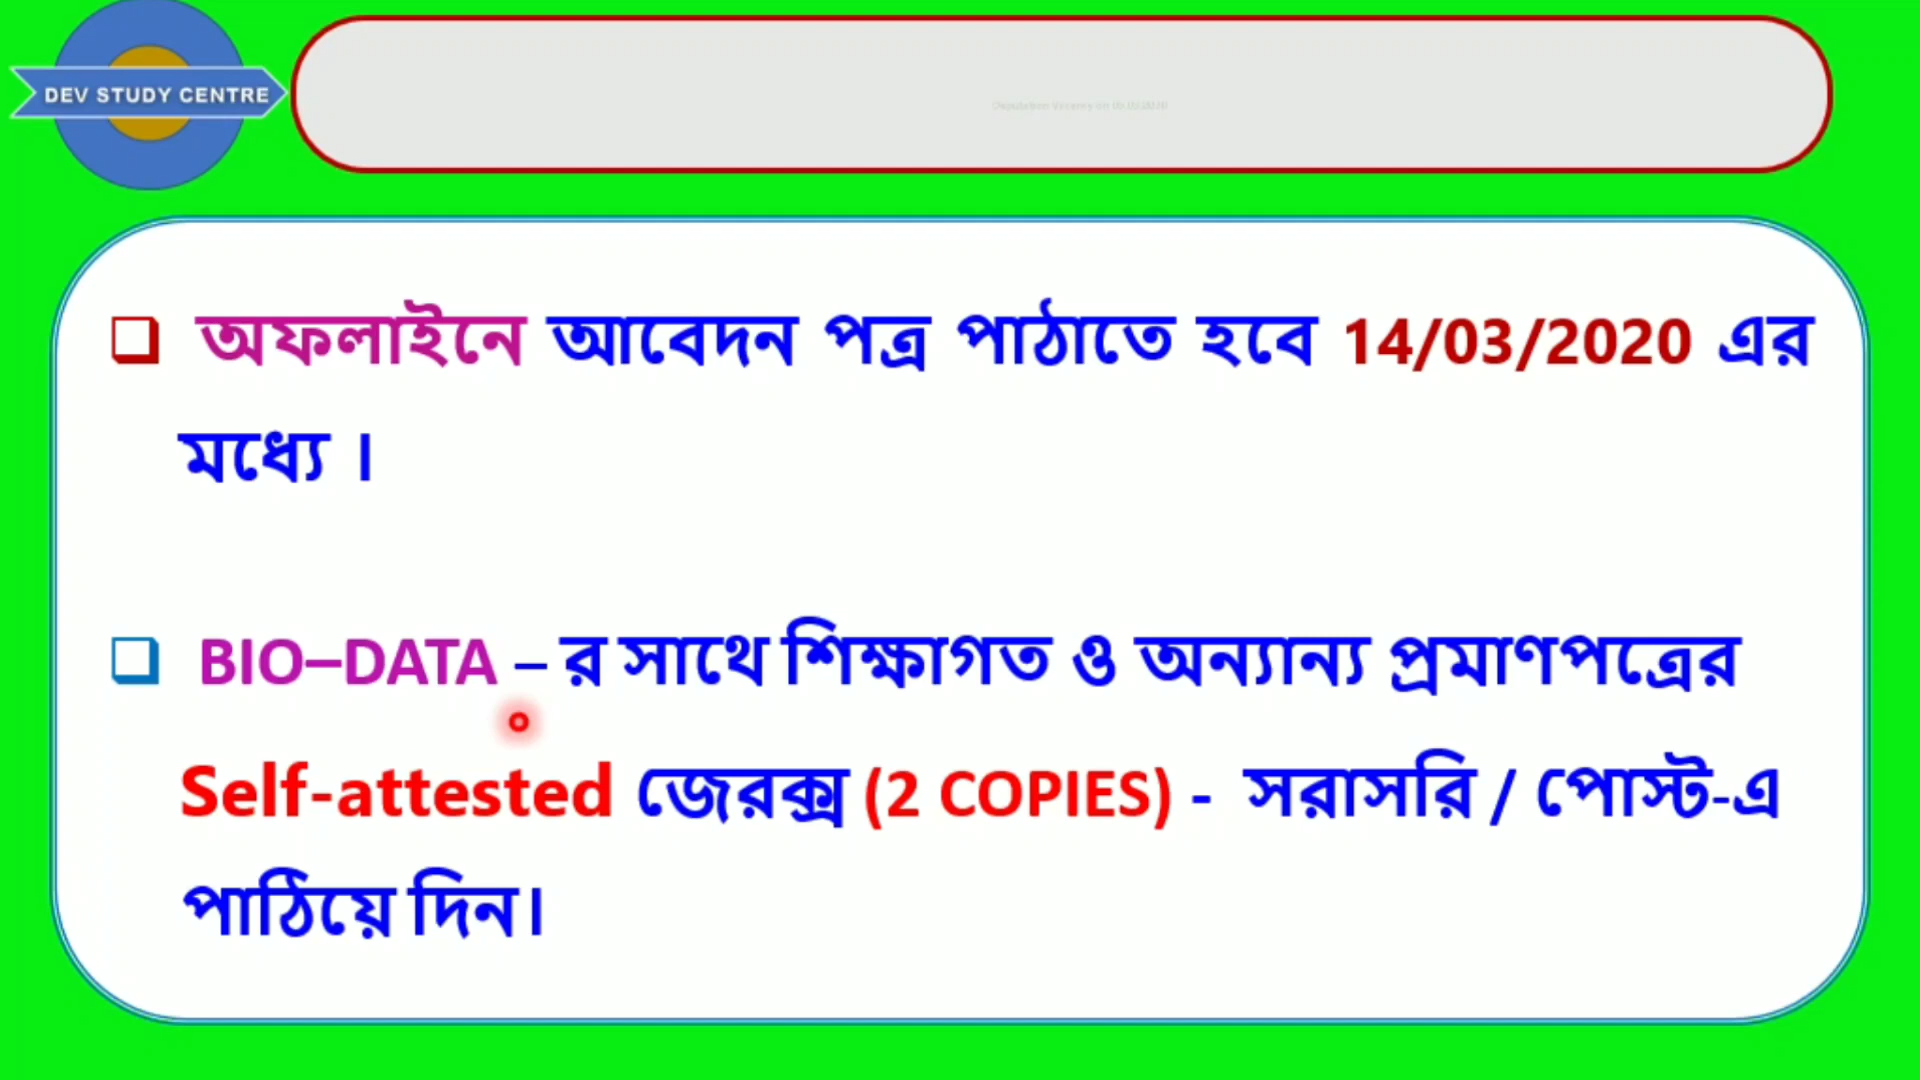 DEV STUDY CENTRE
❑ অফলাইনে আবেদন পত্র পাঠাতে হবে 14/03/2020 এর
মধ্যে ।
❑ BIO–DATA – র সাথে শিক্ষাগত ও অন্যান্য প্রমাণপত্রের
Self-attested জেরক্স (2 COPIES) - সরাসরি / পোস্ট-এ
পাঠিয়ে দিন।